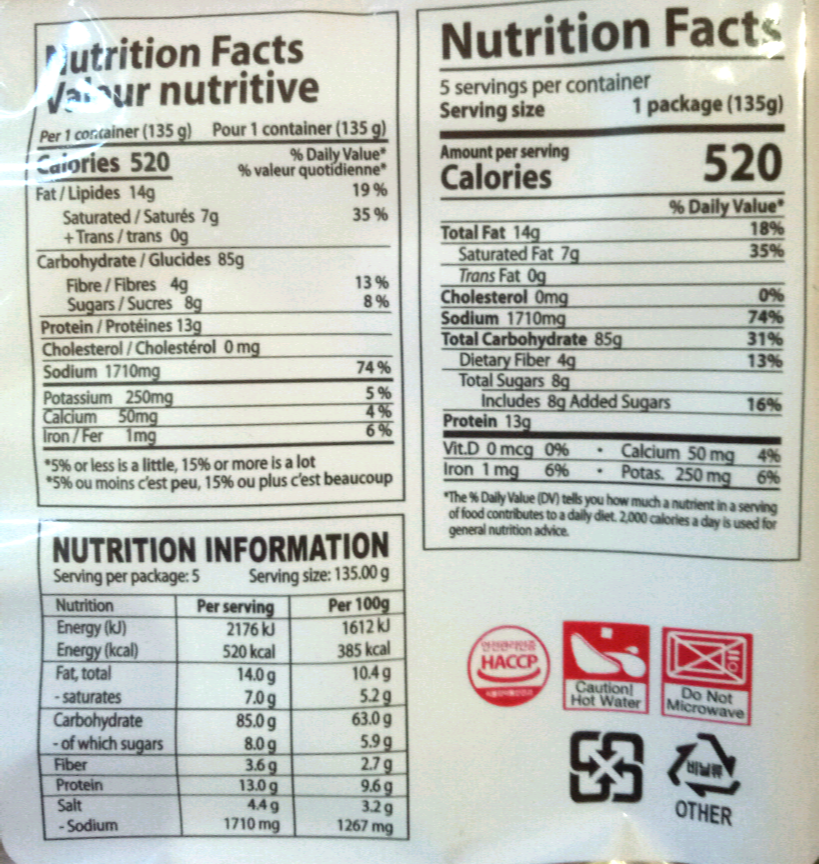 Nutrition Facts
Valeur nutritive
Per 1 container (135 g) Pour 1 container (135 g)
Calories 520
% Daily Value*
% valeur quotidienne*
Fat / Lipides 14g 19 %
Saturated / Saturés 7g 35 %
+ Trans / trans 0g
Carbohydrate / Glucides 85g
Fibre / Fibres 4g 13 %
Sugars / Sucres 8g 8 %
Protein / Protéines 13g
Cholesterol / Cholestérol 0 mg
Sodium 1710mg 74 %
Potassium 250mg 5 %
Calcium 50mg 4 %
Iron / Fer 1mg 6 %
*5% or less is a little, 15% or more is a lot
*5% ou moins c'est peu, 15% ou plus c'est beaucoup
Nutrition Facts
5 servings per container
Serving size 1 package (135g)
Amount per serving
Calories 520
% Daily Value*
Total Fat 14g 18%
Saturated Fat 7g 35%
Trans Fat 0g
Cholesterol 0mg 0%
Sodium 1710mg 74%
Total Carbohydrate 85g 31%
Dietary Fiber 4g 13%
Total Sugars 8g
Includes 8g Added Sugars 16%
Protein 13g
Vit.D 0 mcg 0% • Calcium 50 mg 4%
Iron 1 mg 6% • Potas. 250 mg 6%
*The % Daily Value (DV) tells you how much a nutrient in a serving
of food contributes to a daily diet. 2,000 calories a day is used for
general nutrition advice.
NUTRITION INFORMATION
Serving per package: 5 Serving size: 135.00 g
Nutrition Per serving Per 100g
Energy (kJ) 2176 kJ 1612 kJ
Energy (kcal) 520 kcal 385 kcal
Fat, total 14.0 g 10.4 g
- saturates 7.0 g 5.2 g
Carbohydrate 85.0 g 63.0 g
- of which sugars 8.0 g 5.9 g
Fiber 3.6 g 2.7 g
Protein 13.0 g 9.6 g
Salt 4.4 g 3.2 g
- Sodium 1710 mg 1267 mg
안전관리인증
HACCP
Caution!
Hot Water
Do Not
Microwave
비닐류
OTHER